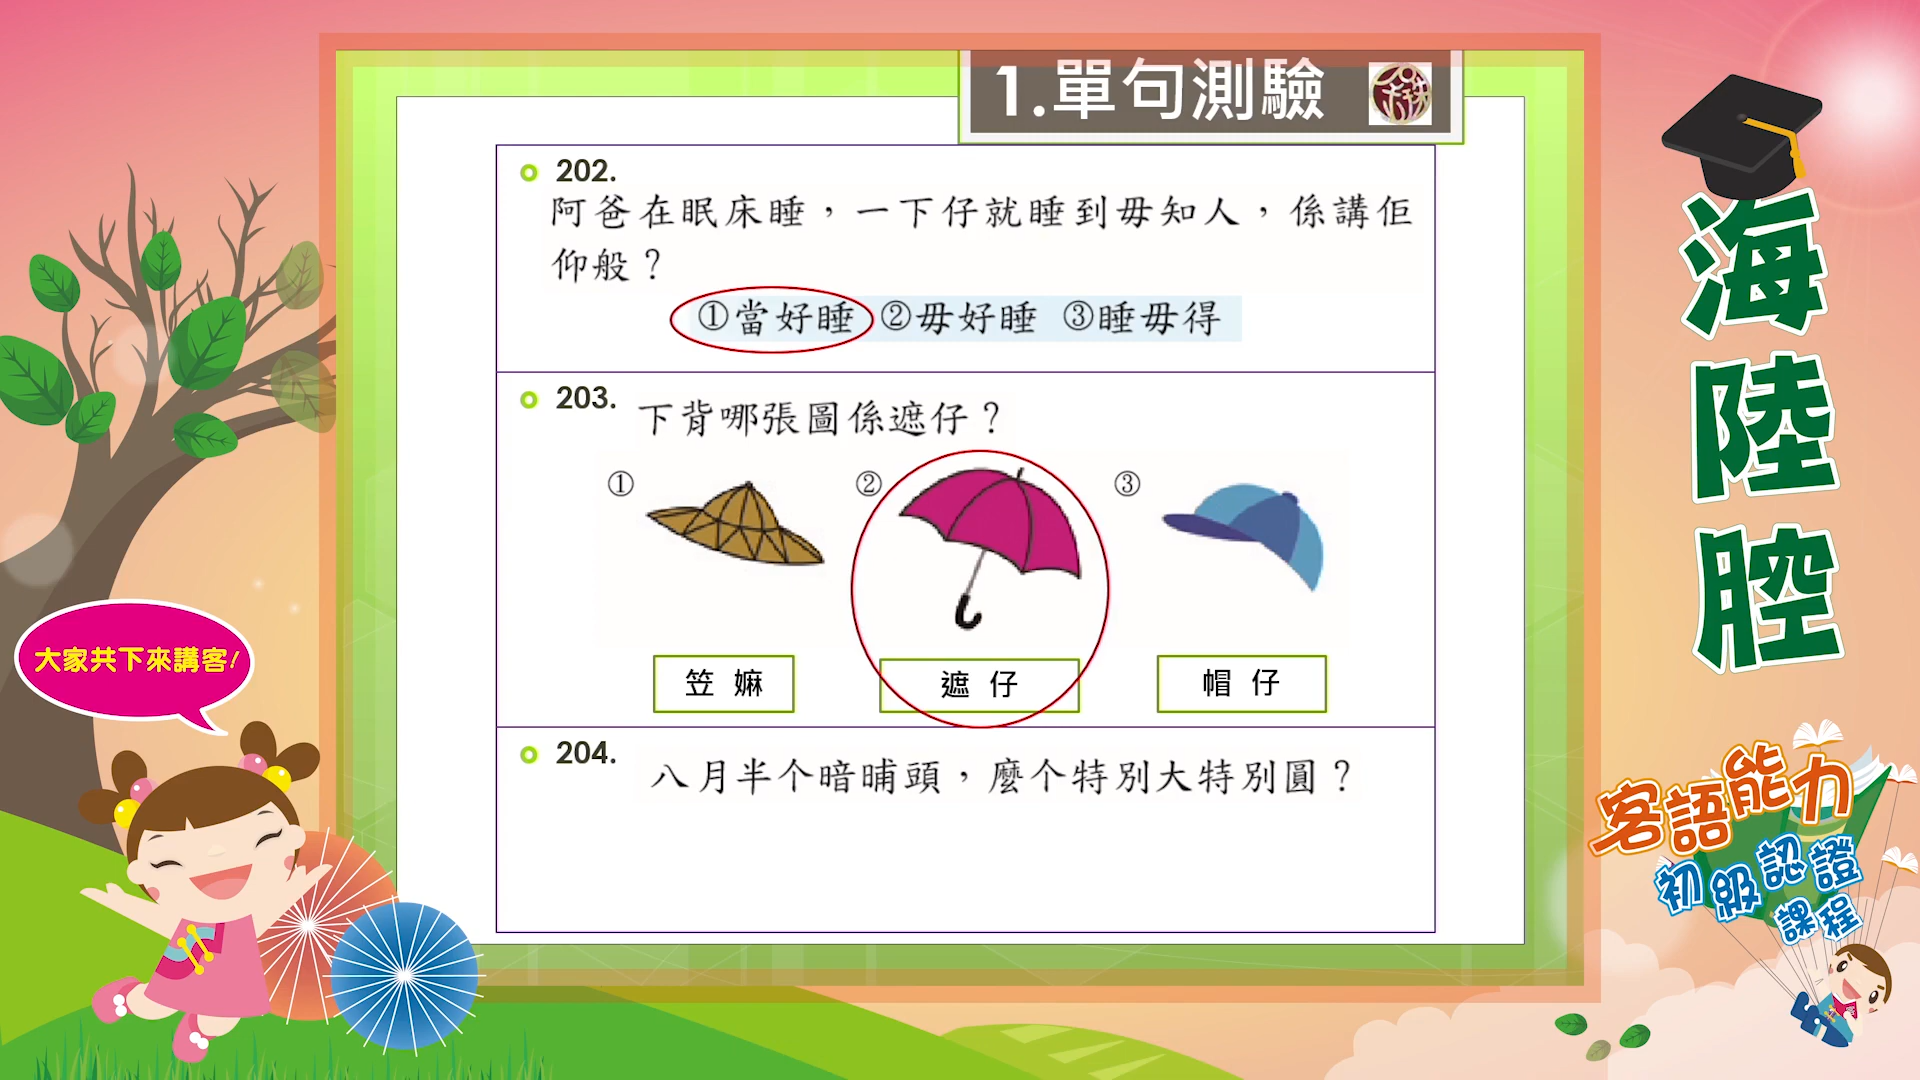 1.單句測驗
202.
阿爸在眠床睡，一下仔就睡到毋知人，係講佢
仰般？
①當好睡 ②毋好睡 ③睡毋得
203.
下背哪張圖係遮仔？
① ② ③
笠嫲 遮仔 帽仔
204.
八月半个暗晡頭，麼个特別大特別圓？
大家共下來講客!
海陸腔
客語能力
初級認證
課程